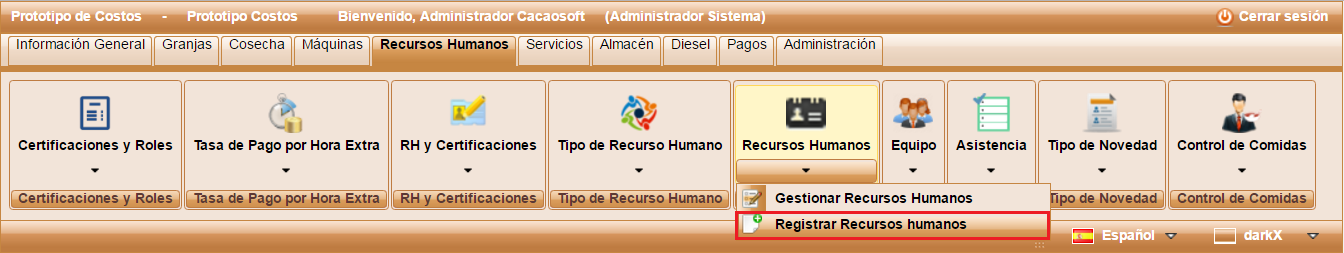 Prototipo de Costos - Prototipo Costos Bienvenido, Administrador Cacaosoft (Administrador Sistema) Cerrar sesión
Información General Granjas Cosecha Máquinas Recursos Humanos Servicios Almacén Diesel Pagos Administración
Certificaciones y Roles Tasa de Pago por Hora Extra RH y Certificaciones Tipo de Recurso Humano Recursos Humanos Equipo Asistencia Tipo de Novedad Control de Comidas
Certificaciones y Roles Tasa de Pago por Hora Extra RH y Certificaciones Tipo de Recurso Humano Gestionar Recursos Humanos Tipo de Novedad Control de Comidas
Registrar Recursos humanos
Español darkX